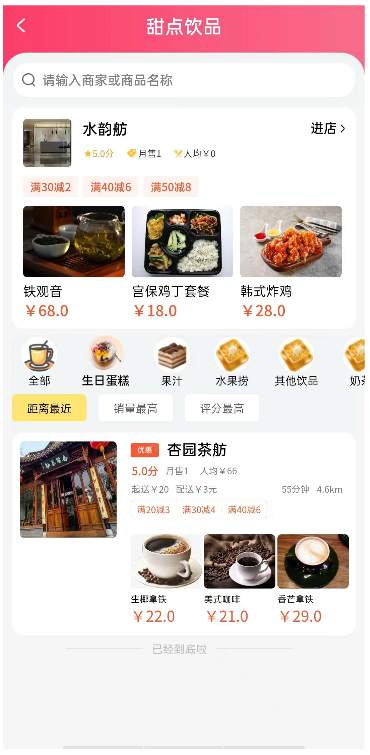 甜点饮品
请输入商家或商品名称
水韵舫
进店
5.0分 月售1 人均￥0
满30减2 满40减6 满50减8
铁观音 宫保鸡丁套餐 韩式炸鸡
￥68.0 ￥18.0 ￥28.0
全部 生日蛋糕 果汁 水果捞 其他饮品 奶茶
距离最近 销量最高 评分最高
优惠 杏园茶舫
5.0分 月售1 人均￥66
起送￥20 配送￥3元 55分钟 4.6km
满20减3 满30减4 满40减6
生椰拿铁 美式咖啡 香芒拿铁
￥22.0 ￥21.0 ￥29.0
已经到底啦